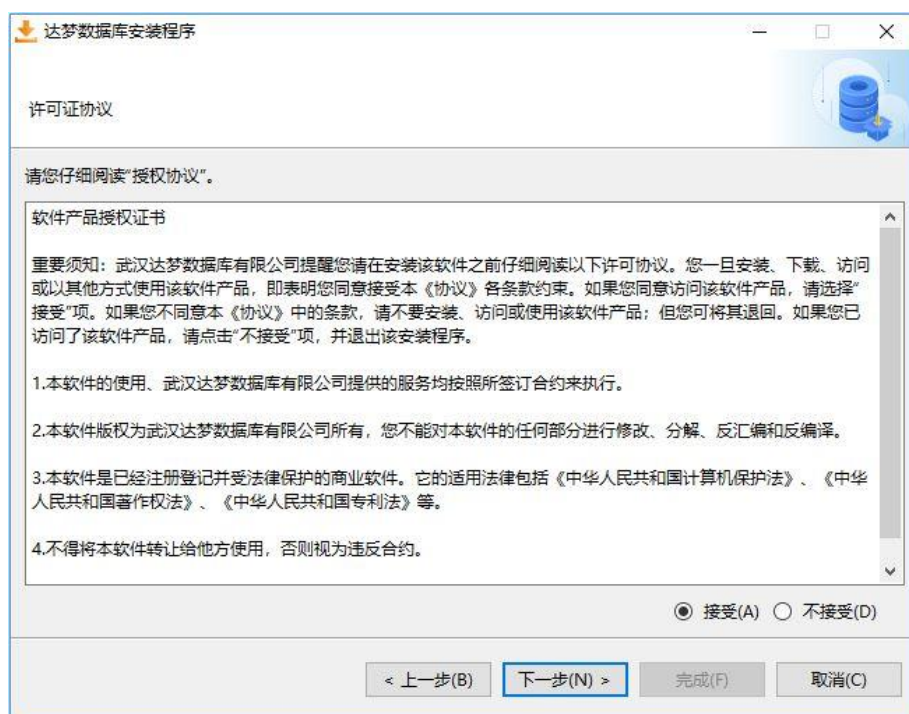 达梦数据库安装程序
许可证协议
请您仔细阅读“授权协议”。
软件产品授权证书
重要须知：武汉达梦数据库有限公司提醒您请在安装该软件之前仔细阅读以下许可协议。您一旦安装、下载、访问
或以其他方式使用该软件产品，即表明您同意接受本《协议》各条款约束。如果您同意访问该软件产品，请选择“
接受”项。如果您不同意本《协议》中的条款，请不要安装、访问或使用该软件产品；但您可将其退回。如果您已
访问了该软件产品，请点击“不接受”项，并退出该安装程序。
1.本软件的使用、武汉达梦数据库有限公司提供的服务均按照所签订合约来执行。
2.本软件版权为武汉达梦数据库有限公司所有，您不能对本软件的任何部分进行修改、分解、反汇编和反编译。
3.本软件是已经注册登记并受法律保护的商业软件。它的适用法律包括《中华人民共和国计算机保护法》、《中华
人民共和国著作权法》、《中华人民共和国专利法》等。
4.不得将本软件转让给他方使用，否则视为违反合约。
接受(A) 不接受(D)
< 上一步(B) 下一步(N) > 完成(F) 取消(C)